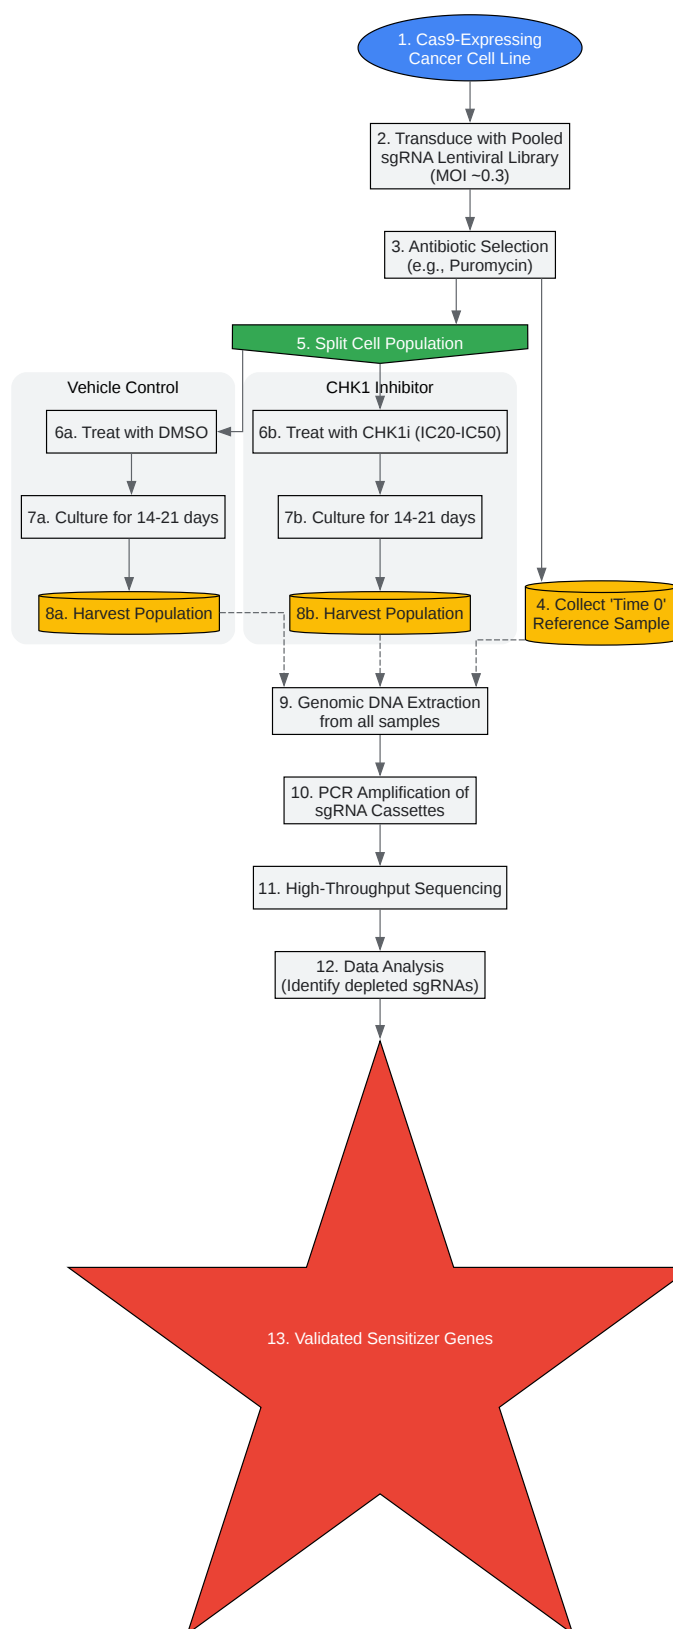 1. Cas9-Expressing
Cancer Cell Line
2. Transduce with Pooled
sgRNA Lentiviral Library
(MOI ~0.3)
3. Antibiotic Selection
(e.g., Puromycin)
5. Split Cell Population
Vehicle Control
CHK1 Inhibitor
6a. Treat with DMSO
6b. Treat with CHK1i (IC20-IC50)
7a. Culture for 14-21 days
7b. Culture for 14-21 days
8a. Harvest Population
8b. Harvest Population
4. Collect 'Time 0'
Reference Sample
9. Genomic DNA Extraction
from all samples
10. PCR Amplification of
sgRNA Cassettes
11. High-Throughput Sequencing
12. Data Analysis
(Identify depleted sgRNAs)
13. Validated Sensitizer Genes